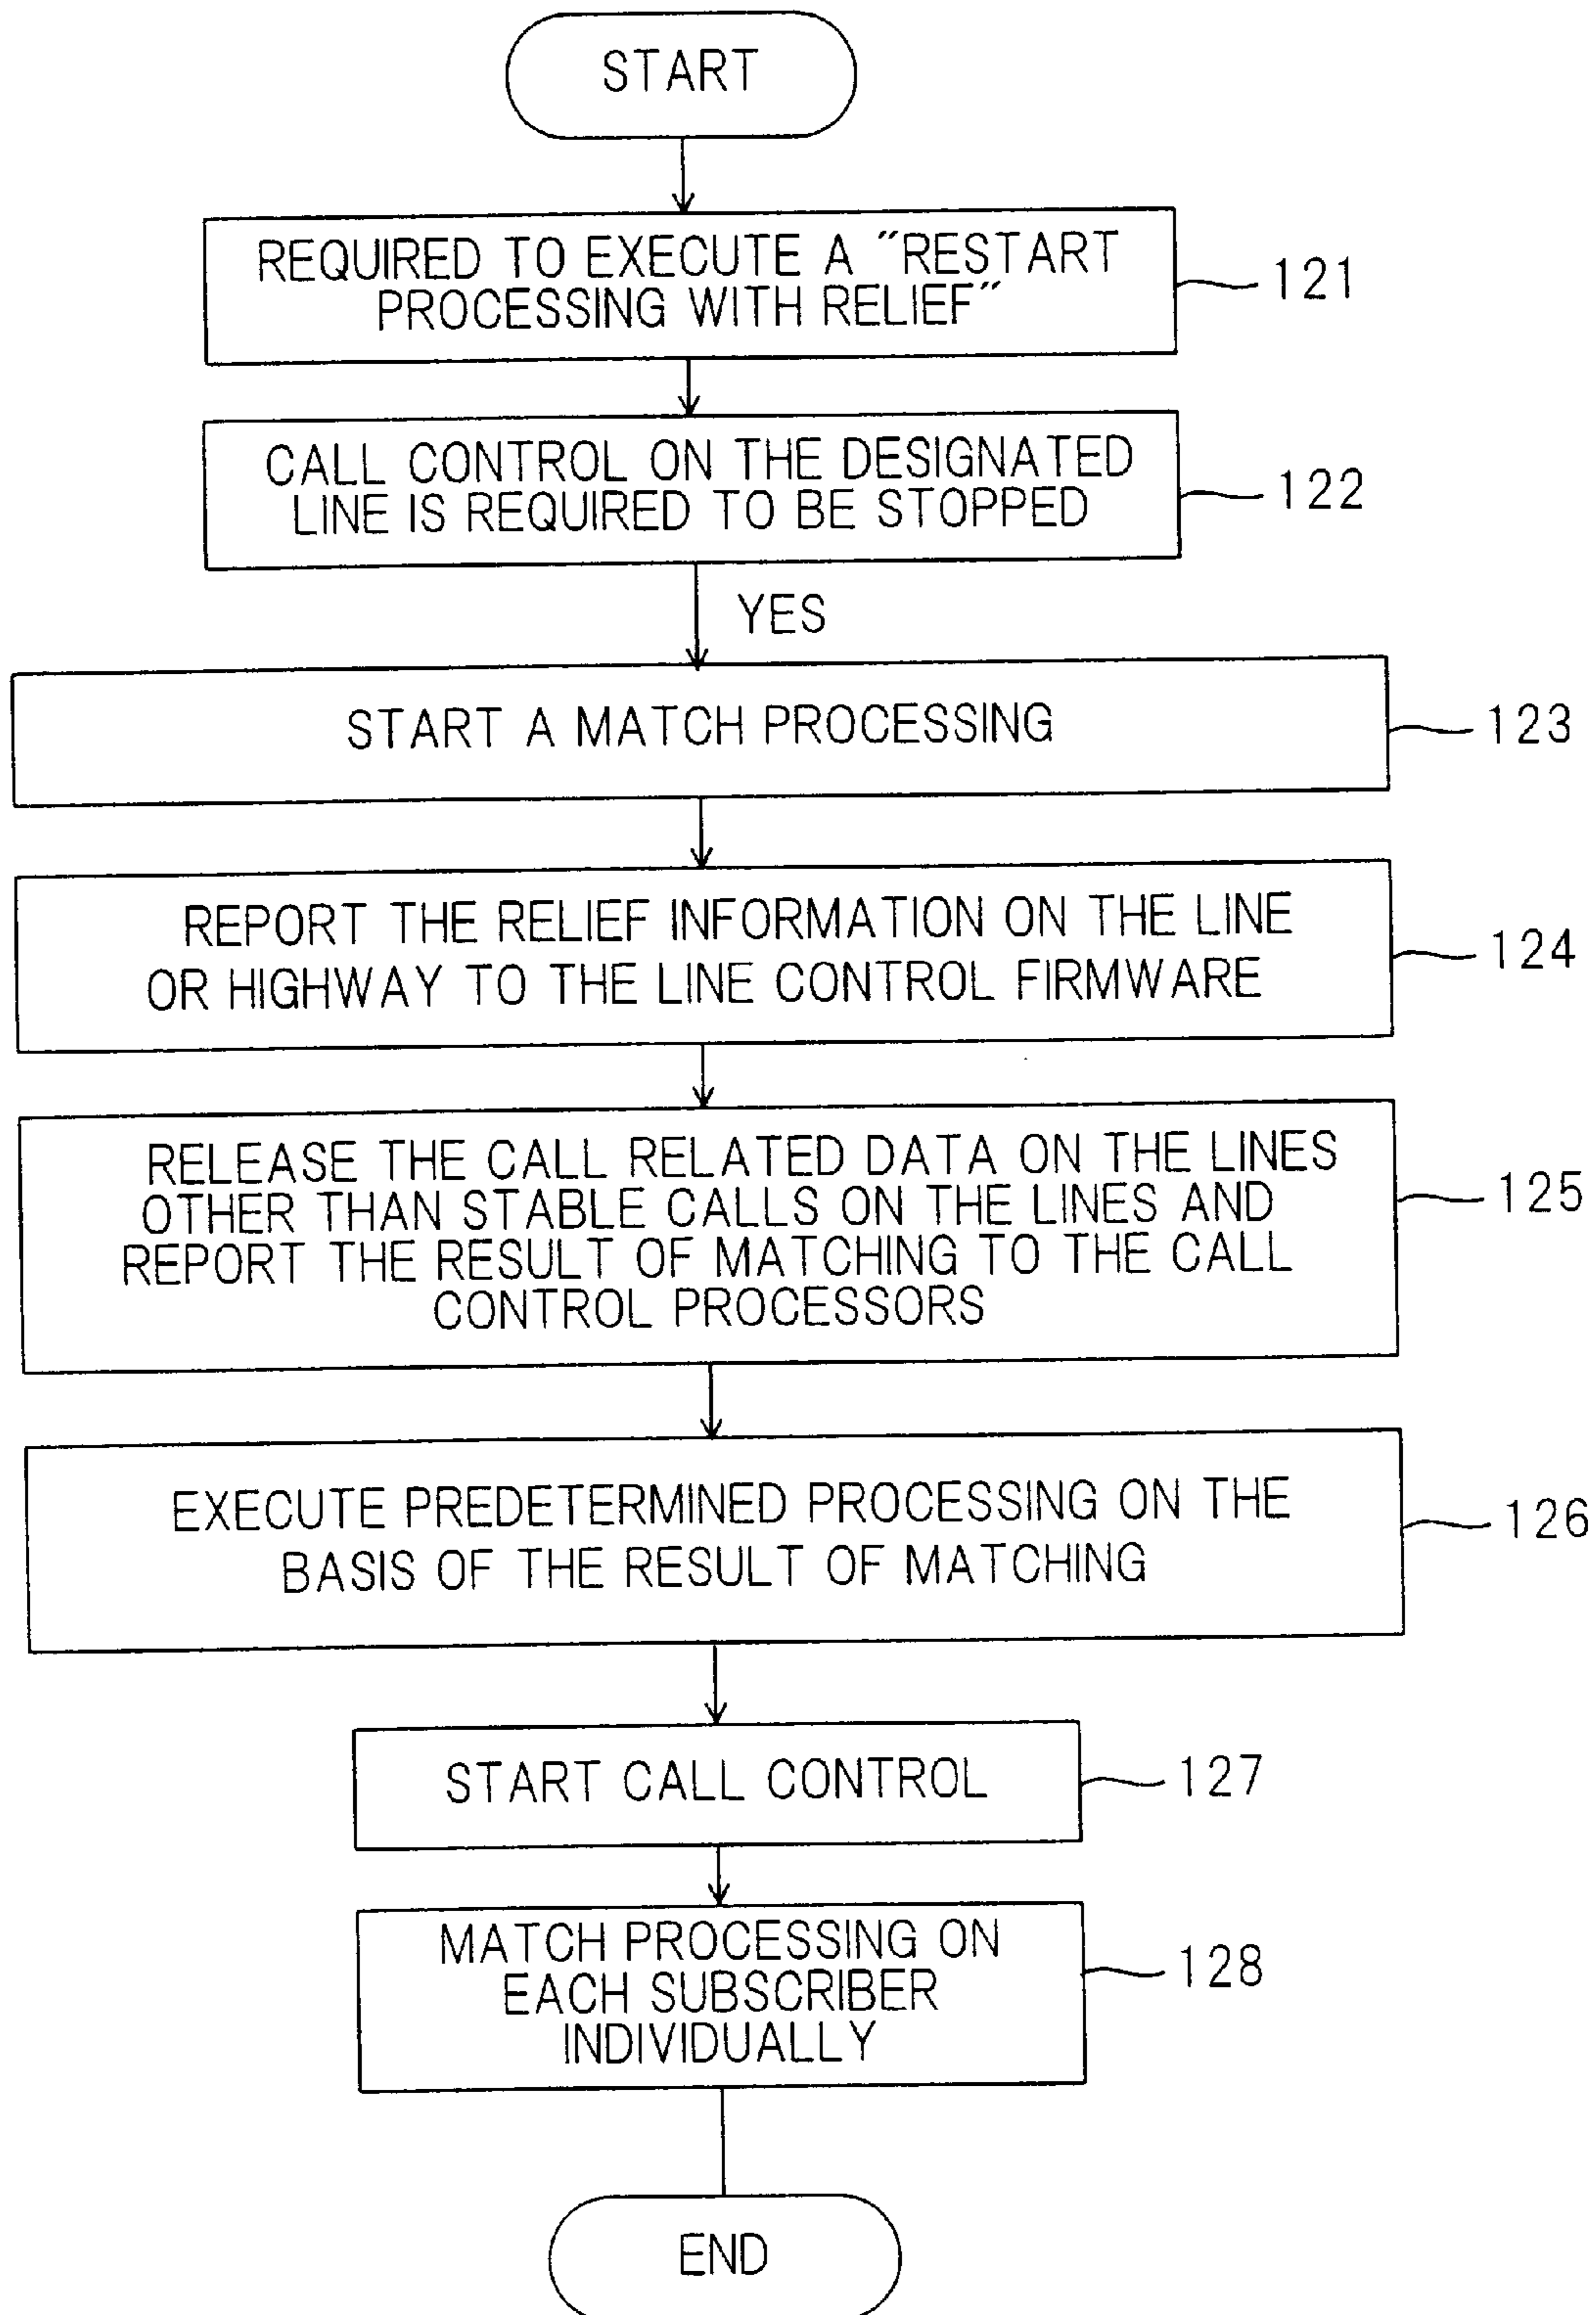 START
REQUIRED TO EXECUTE A "RESTART
PROCESSING WITH RELIEF"
121
CALL CONTROL ON THE DESIGNATED
LINE IS REQUIRED TO BE STOPPED
122
YES
START A MATCH PROCESSING
123
REPORT THE RELIEF INFORMATION ON THE LINE
OR HIGHWAY TO THE LINE CONTROL FIRMWARE
124
RELEASE THE CALL RELATED DATA ON THE LINES
OTHER THAN STABLE CALLS ON THE LINES AND
REPORT THE RESULT OF MATCHING TO THE CALL
CONTROL PROCESSORS
125
EXECUTE PREDETERMINED PROCESSING ON THE
BASIS OF THE RESULT OF MATCHING
126
START CALL CONTROL
127
MATCH PROCESSING ON
EACH SUBSCRIBER
INDIVIDUALLY
128
END